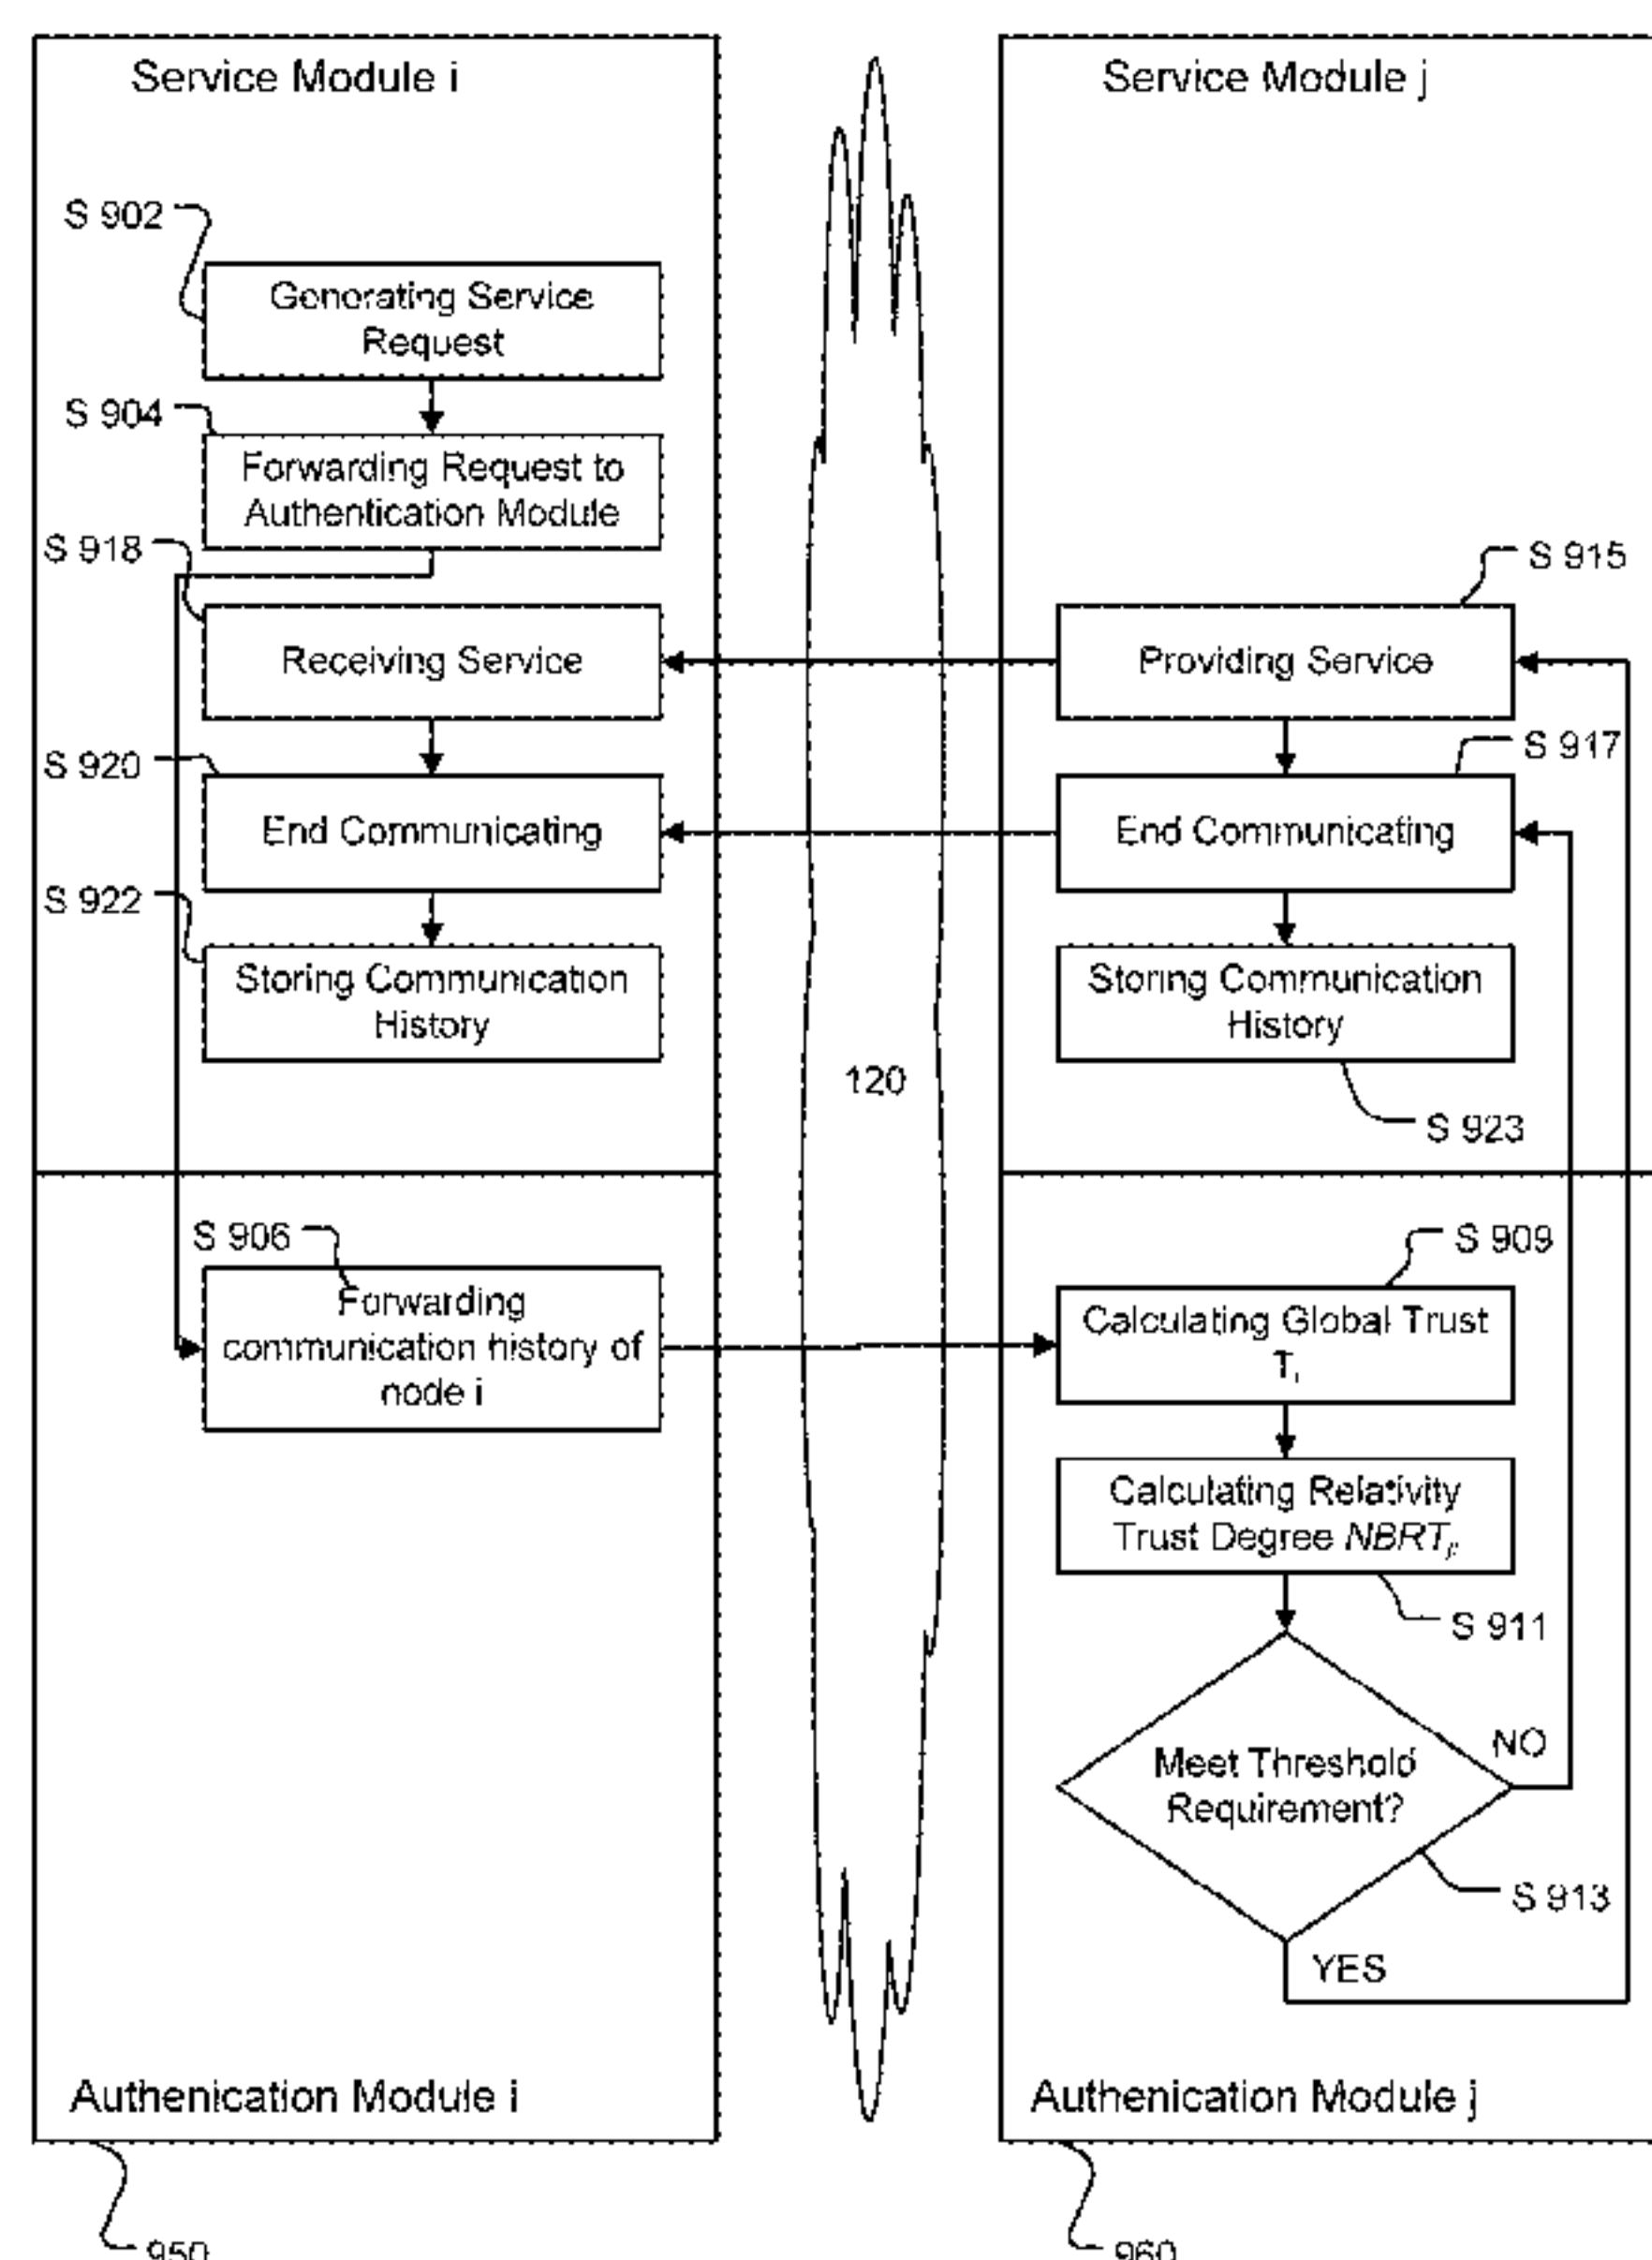 Service Module i
S 902
Generating Service
Request
S 904
Forwarding Request to
Authentication Module
S 918
Receiving Service
S 920
End Communicating
S 922
Storing Communication
History
S 906
Forwarding
communication history of
node i
Authenication Module i
950
120
Service Module j
S 915
Providing Service
S 917
End Communicating
Storing Communication
History
S 923
S 909
Calculating Global Trust
Ti
Calculating Relativity
Trust Degree NBRTji
S 911
Meet Threshold
Requirement?
NO
S 913
YES
Authenication Module j
960